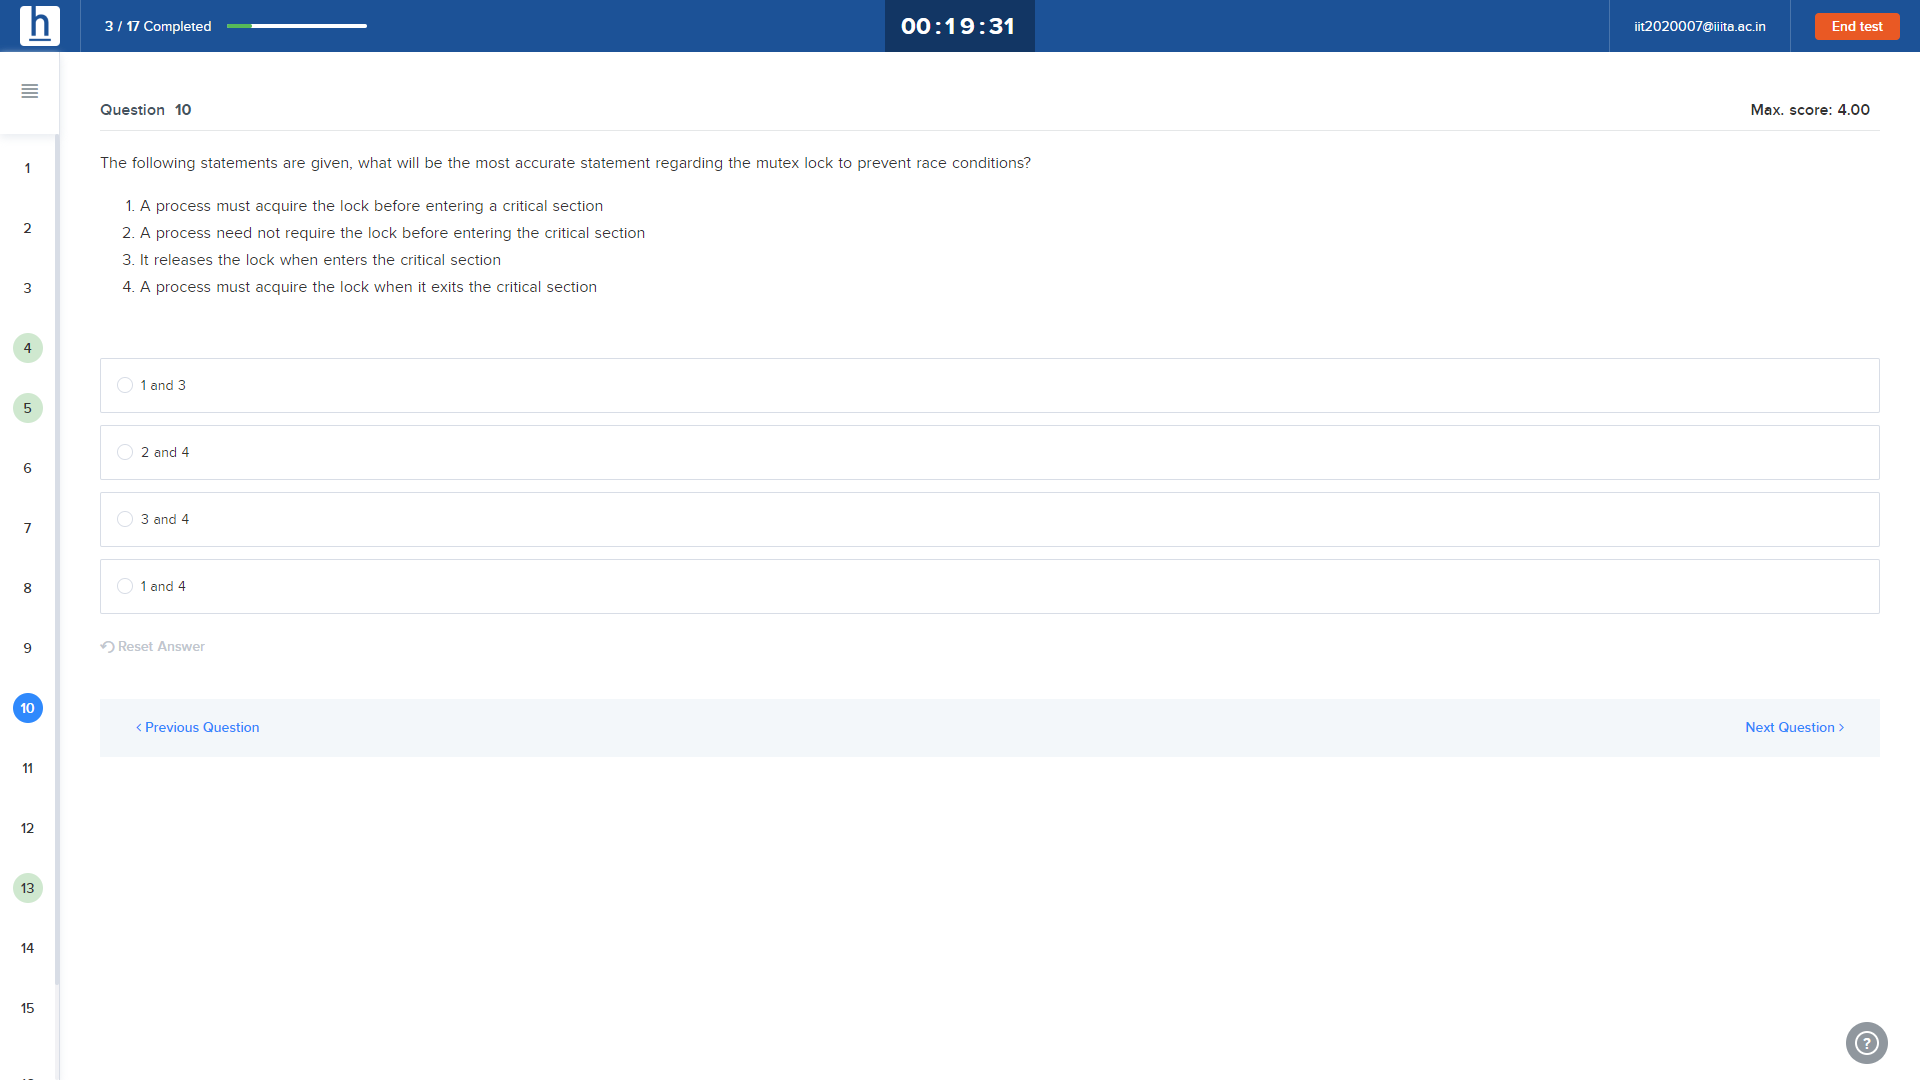 h
3 / 17 Completed
00:19:31
iit2020007@iiita.ac.in
End test
Question 10
Max. score: 4.00
The following statements are given, what will be the most accurate statement regarding the mutex lock to prevent race conditions?
1. A process must acquire the lock before entering a critical section
2. A process need not require the lock before entering the critical section
3. It releases the lock when enters the critical section
4. A process must acquire the lock when it exits the critical section
1 and 3
2 and 4
3 and 4
1 and 4
Reset Answer
< Previous Question
Next Question >
1
2
3
4
5
6
7
8
9
10
11
12
13
14
15
?